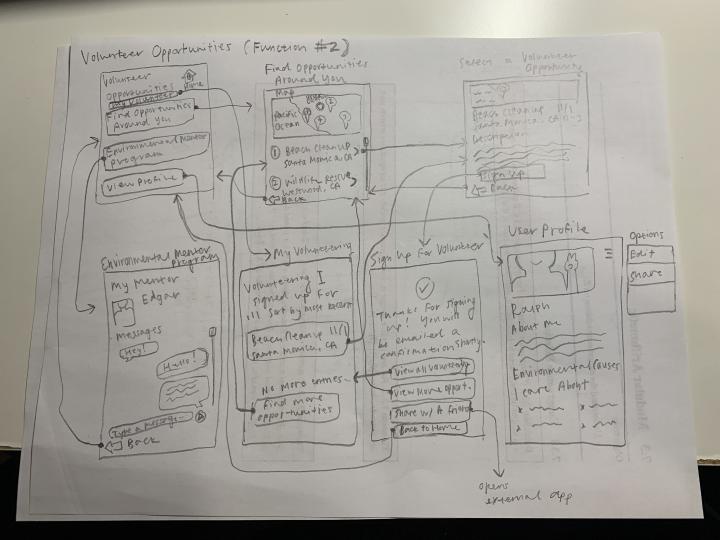 Volunteer Opportunities (Function #2)
Volunteer
Opportunities
Home
My Volunteering
Find Opportunities
Around You
Environmental Mentor
Program
View Profile
Find Opportunities
Around You
Map
Pacific
Ocean
1 Beach Cleanup
Santa Monica, CA
2 Wildlife Rescue
Westwood, CA
Back
Select a Volunteer
Opportunity
Beach Cleanup 11/1
Santa Monica, CA
Description
Sign Up
Back
Environmental Mentor
Program
My Mentor
Edgar
Messages
Hey!
Hello!
Type a message..
Back
My Volunteering
Volunteering I
signed up for
sort by most recent
Beach Cleanup 11/1
Santa Monica, CA
No more entries.
Find more
opportunities
Sign Up For Volunteer
Thanks for signing
up! You will
be emailed a
confirmation shortly.
View all volunteering
View more opport.
Share w/ A friend
Back to Home
opens
external app
User Profile
Ralph
About Me
Environmental Causes
I care About
Options
Edit
Share